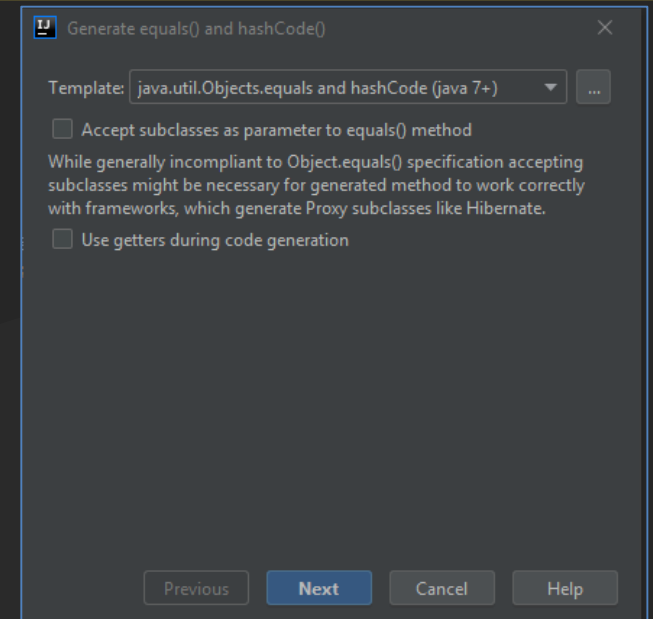 IJ
Generate equals() and hashCode()
Template: java.util.Objects.equals and hashCode (java 7+) ...
Accept subclasses as parameter to equals() method
While generally incompliant to Object.equals() specification accepting
subclasses might be necessary for generated method to work correctly
with frameworks, which generate Proxy subclasses like Hibernate.
Use getters during code generation
Previous Next Cancel Help